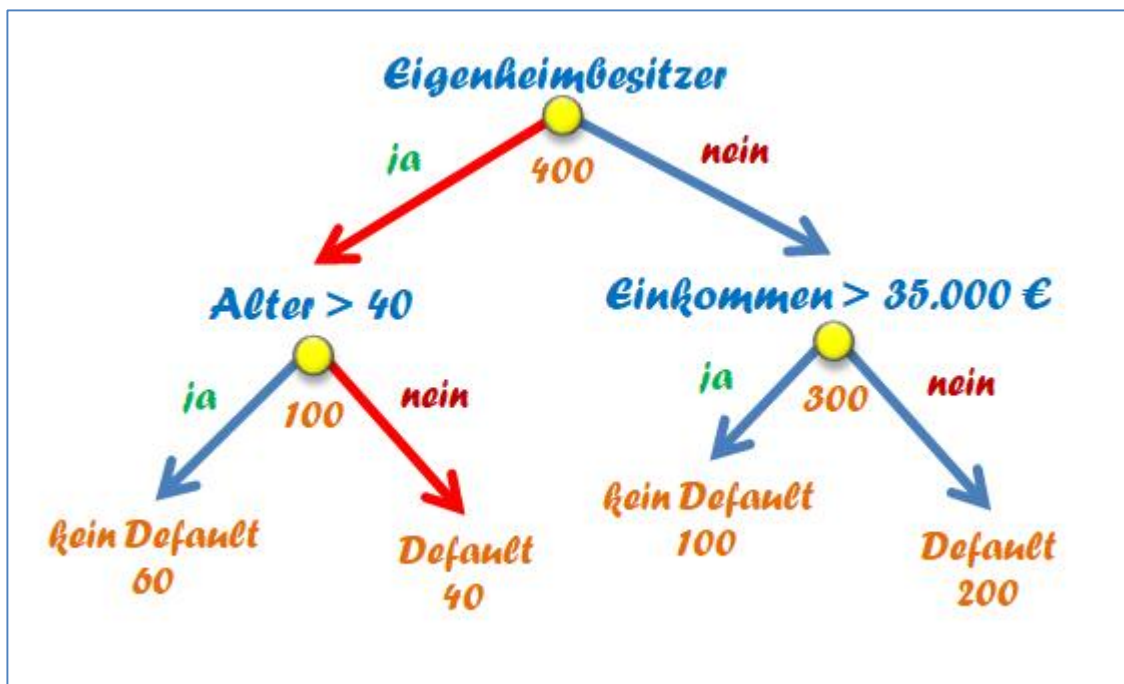 Eigenheimbesitzer
ja
nein
400
Alter > 40
Einkommen > 35.000 €
ja
nein
100
ja
nein
300
kein Default
60
Default
40
kein Default
100
Default
200